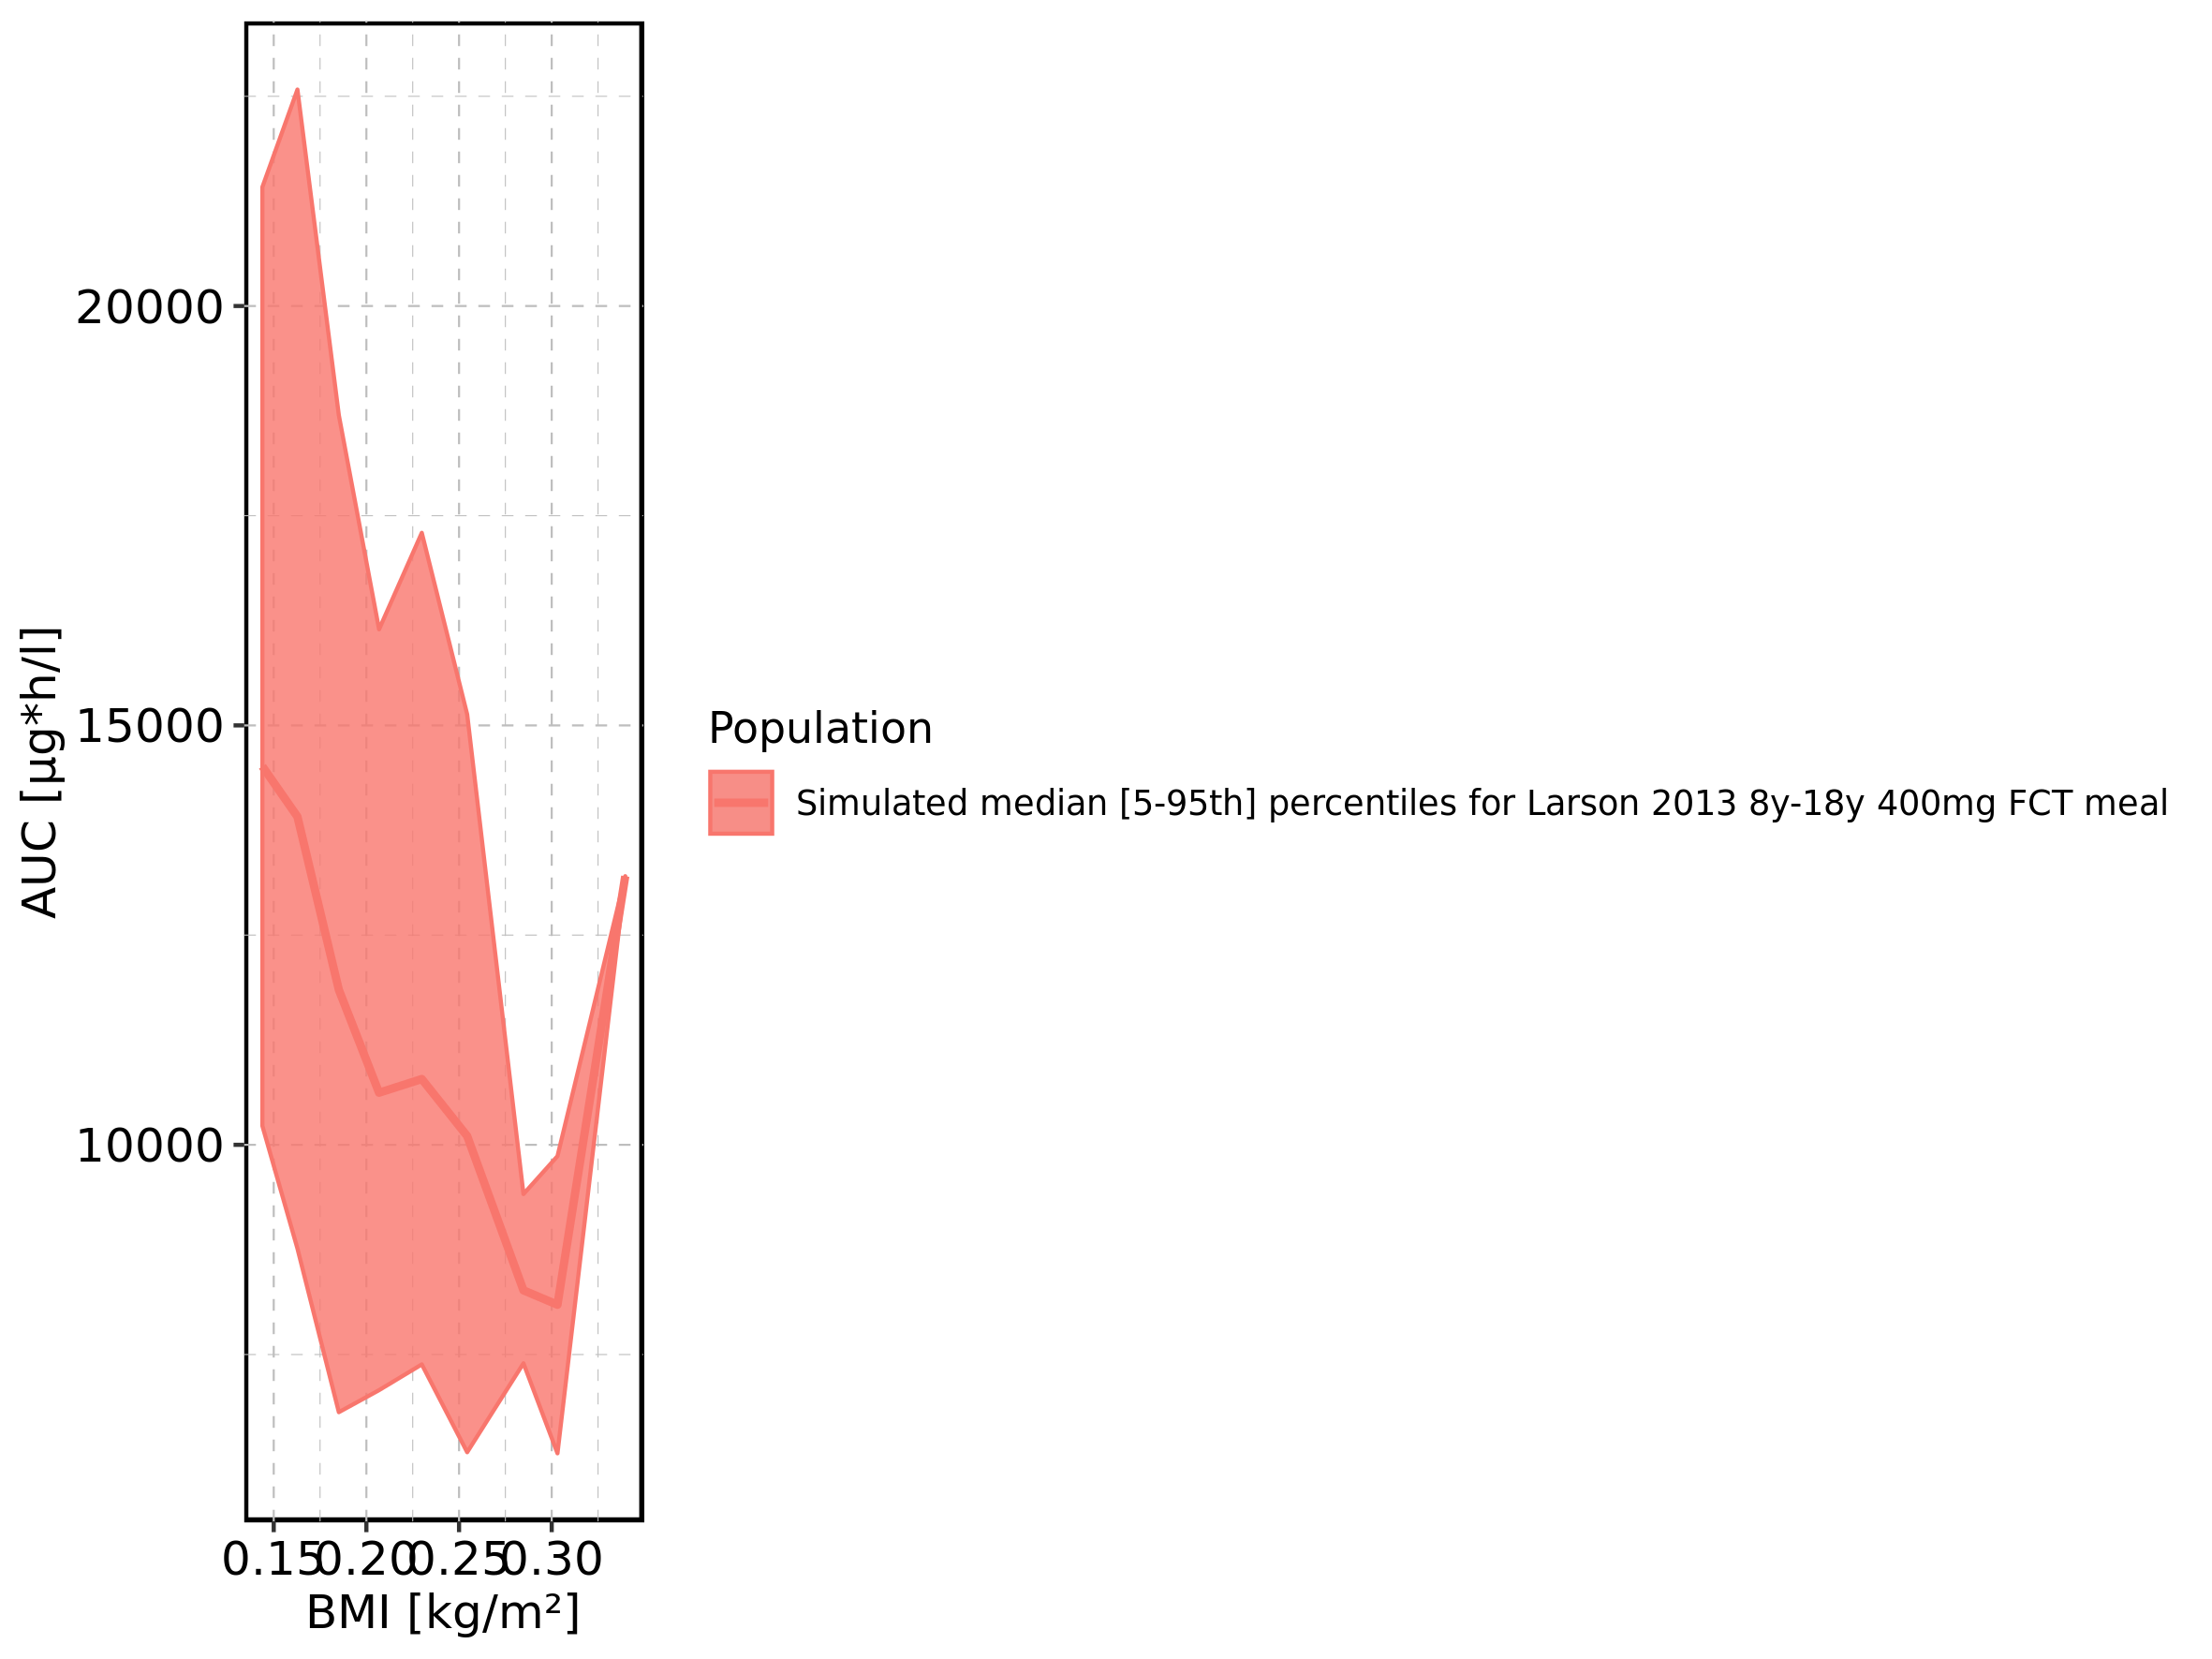 20000
15000
10000
AUC [µg*h/l]
0.15 0.20 0.25 0.30
BMI [kg/m²]
Population
Simulated median [5-95th] percentiles for Larson 2013 8y-18y 400mg FCT meal